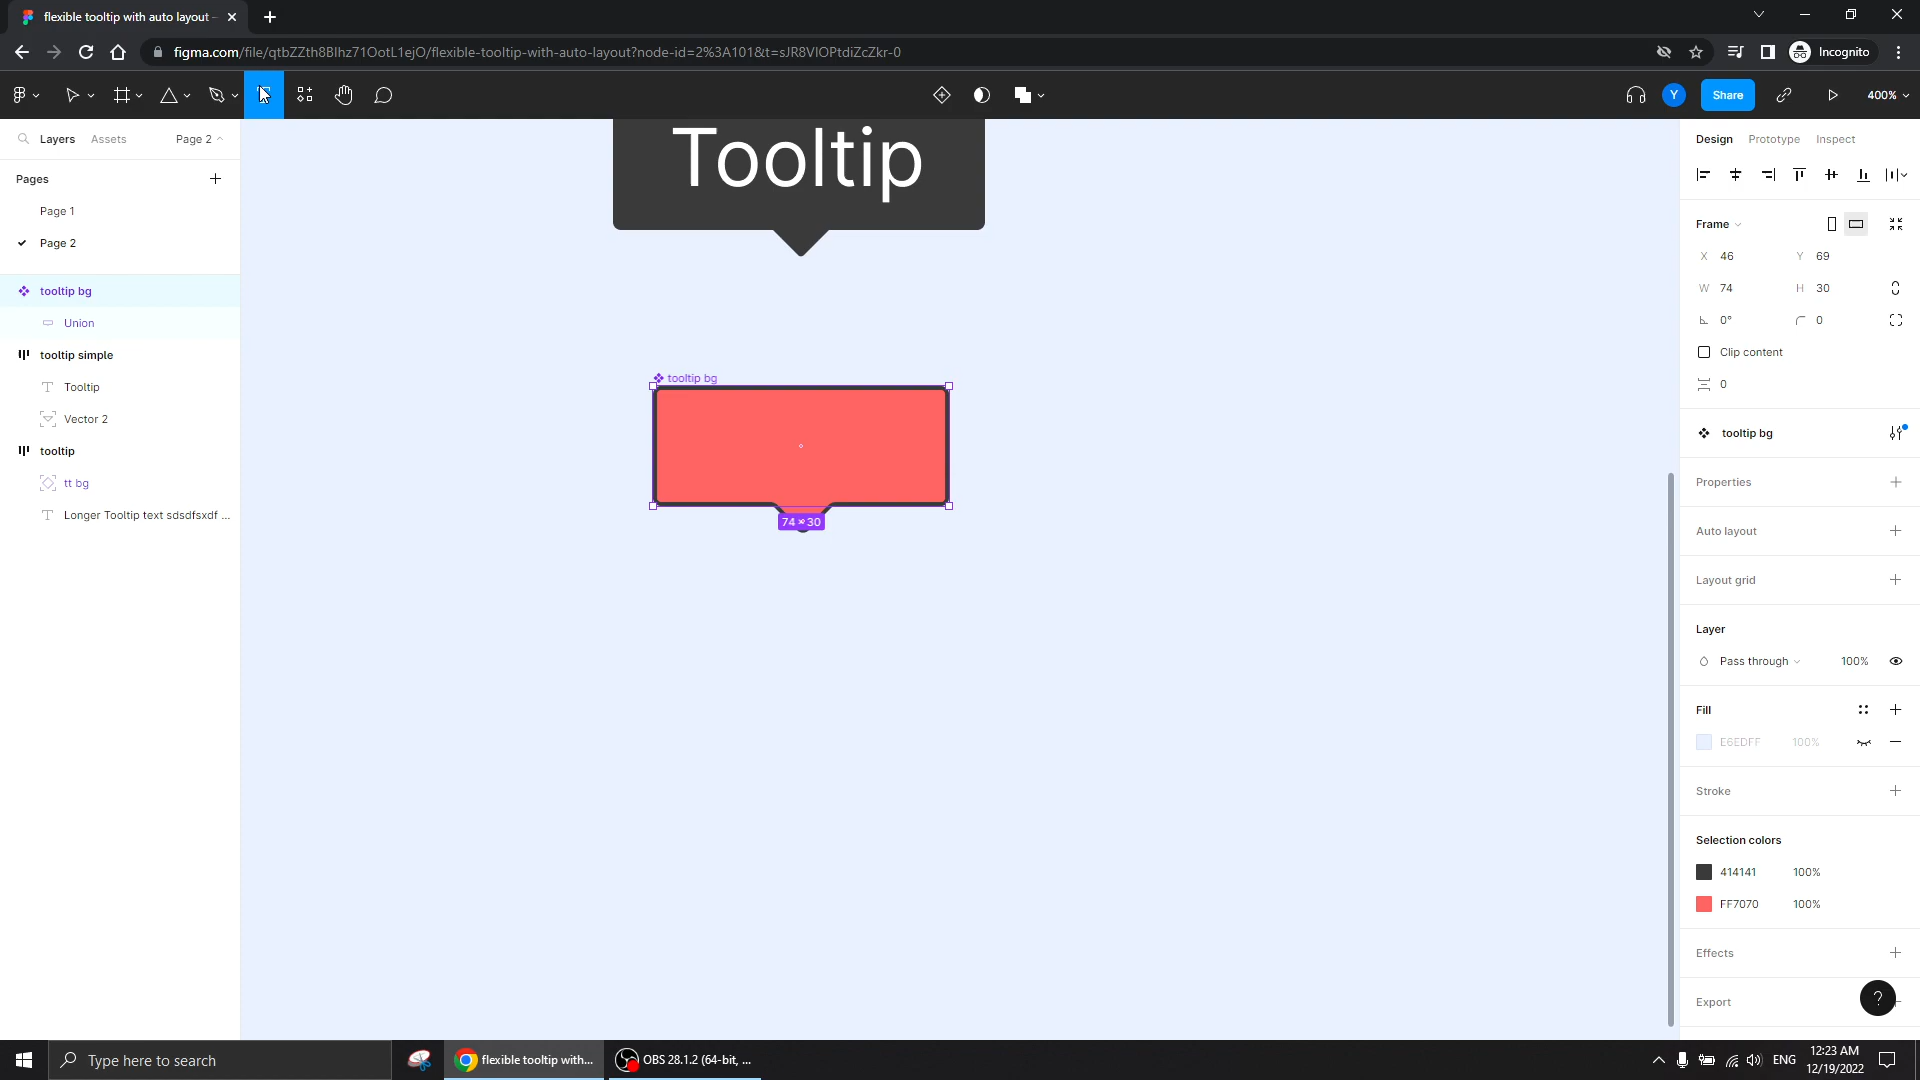 flexible tooltip with auto layout -
figma.com/file/qtbZZth8Blhz71OotL1ejO/flexible-tooltip-with-auto-layout?node-id=2%3A101&t=sJR8VlOPtdiZcZkr-0
Incognito
Y
Share
400%
Layers Assets Page 2
Design Prototype Inspect
Pages
Page 1
Page 2
tooltip bg
Union
tooltip simple
Tooltip
Vector 2
tooltip
tt bg
Longer Tooltip text sdsdfsxdf ...
Tooltip
tooltip bg
74 × 30
Frame
X 46 Y 69
W 74 H 30
0° 0
Clip content
0
tooltip bg
Properties
Auto layout
Layout grid
Layer
Pass through 100%
Fill
E6EDFF 100%
Stroke
Selection colors
414141 100%
FF7070 100%
Effects
Export
?
Type here to search
flexible tooltip with...
OBS 28.1.2 (64-bit, ...
ENG
12:23 AM
12/19/2022